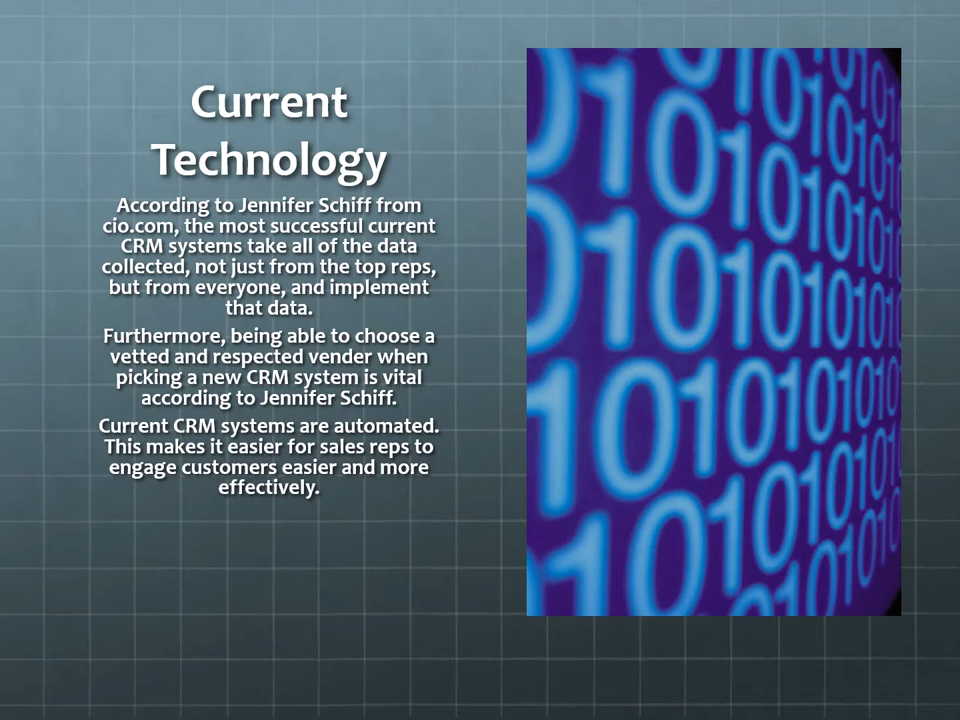 Current
Technology
According to Jennifer Schiff from
cio.com, the most successful current
CRM systems take all of the data
collected, not just from the top reps,
but from everyone, and implement
that data.
Furthermore, being able to choose a
vetted and respected vender when
picking a new CRM system is vital
according to Jennifer Schiff.
Current CRM systems are automated.
This makes it easier for sales reps to
engage customers easier and more
effectively.